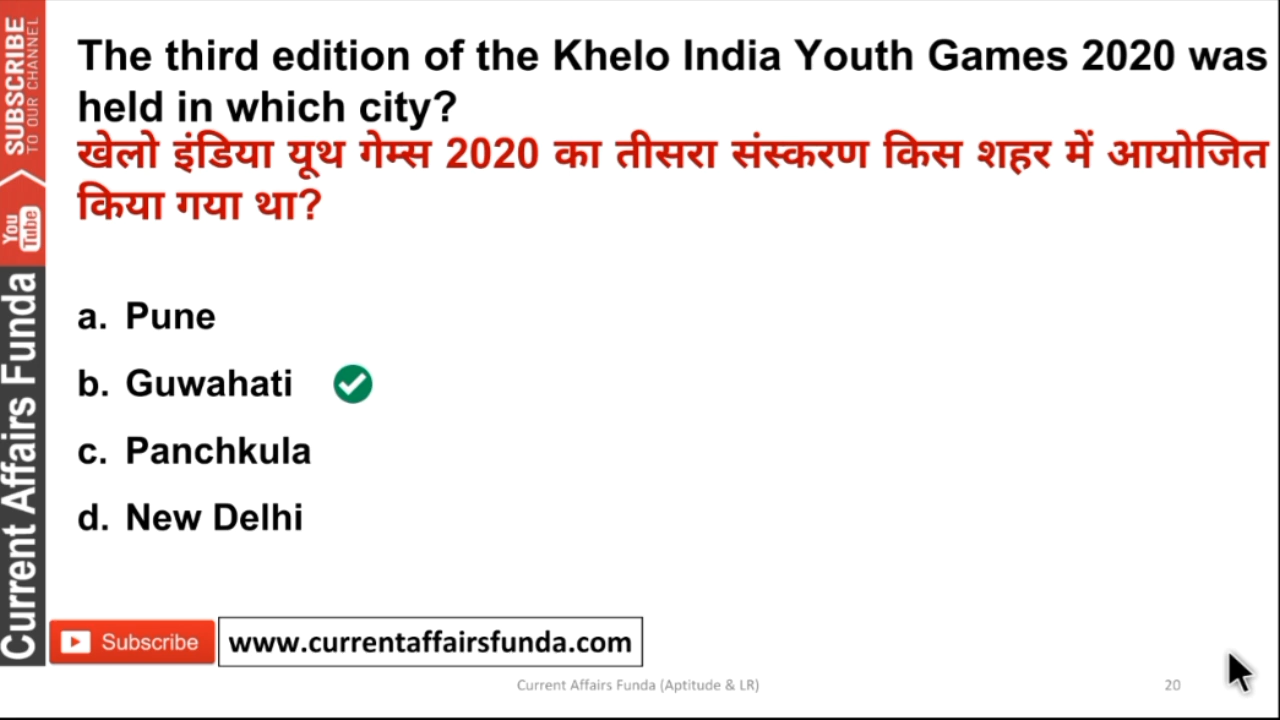 The third edition of the Khelo India Youth Games 2020 was
held in which city?
खेलो इंडिया यूथ गेम्स 2020 का तीसरा संस्करण किस शहर में आयोजित
किया गया था?
a. Pune
b. Guwahati
c. Panchkula
d. New Delhi
SUBSCRIBE
TO OUR CHANNEL
You
Tube
Current Affairs Funda
Subscribe
www.currentaffairsfunda.com
Current Affairs Funda (Aptitude & LR)
20